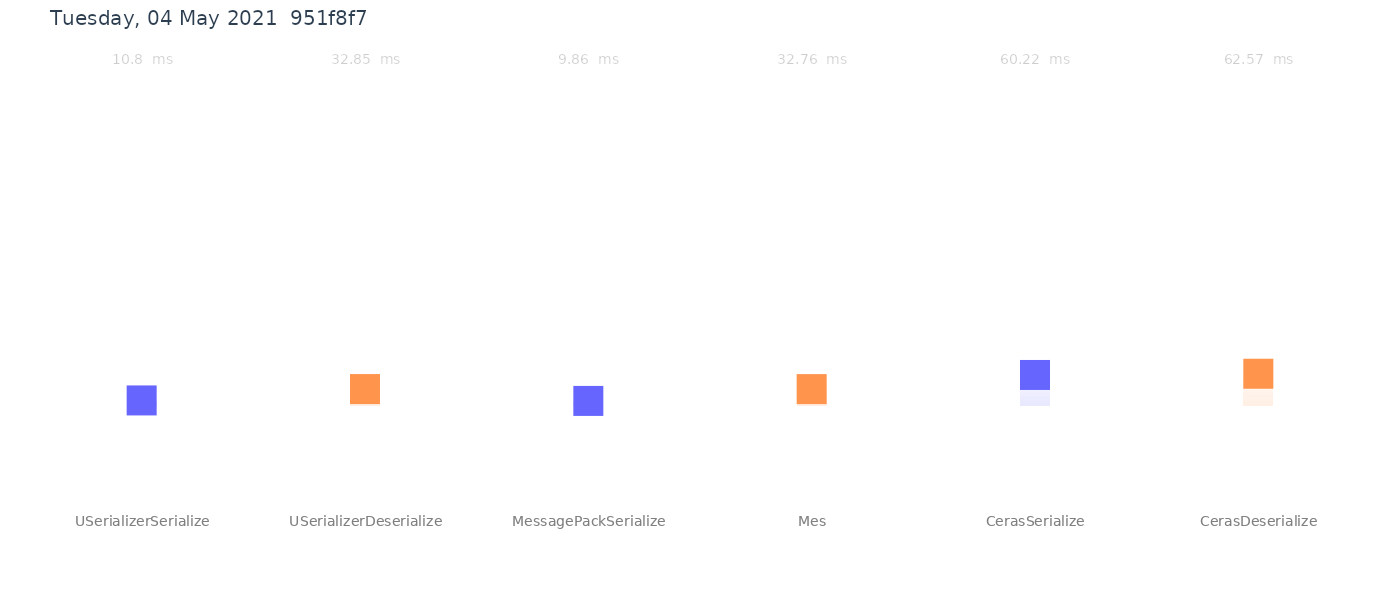 Tuesday, 04 May 2021 951f8f7
10.8 ms 32.85 ms 9.86 ms 32.76 ms 60.22 ms 62.57 ms
USerializerSerialize USerializerDeserialize MessagePackSerialize Mes CerasSerialize CerasDeserialize